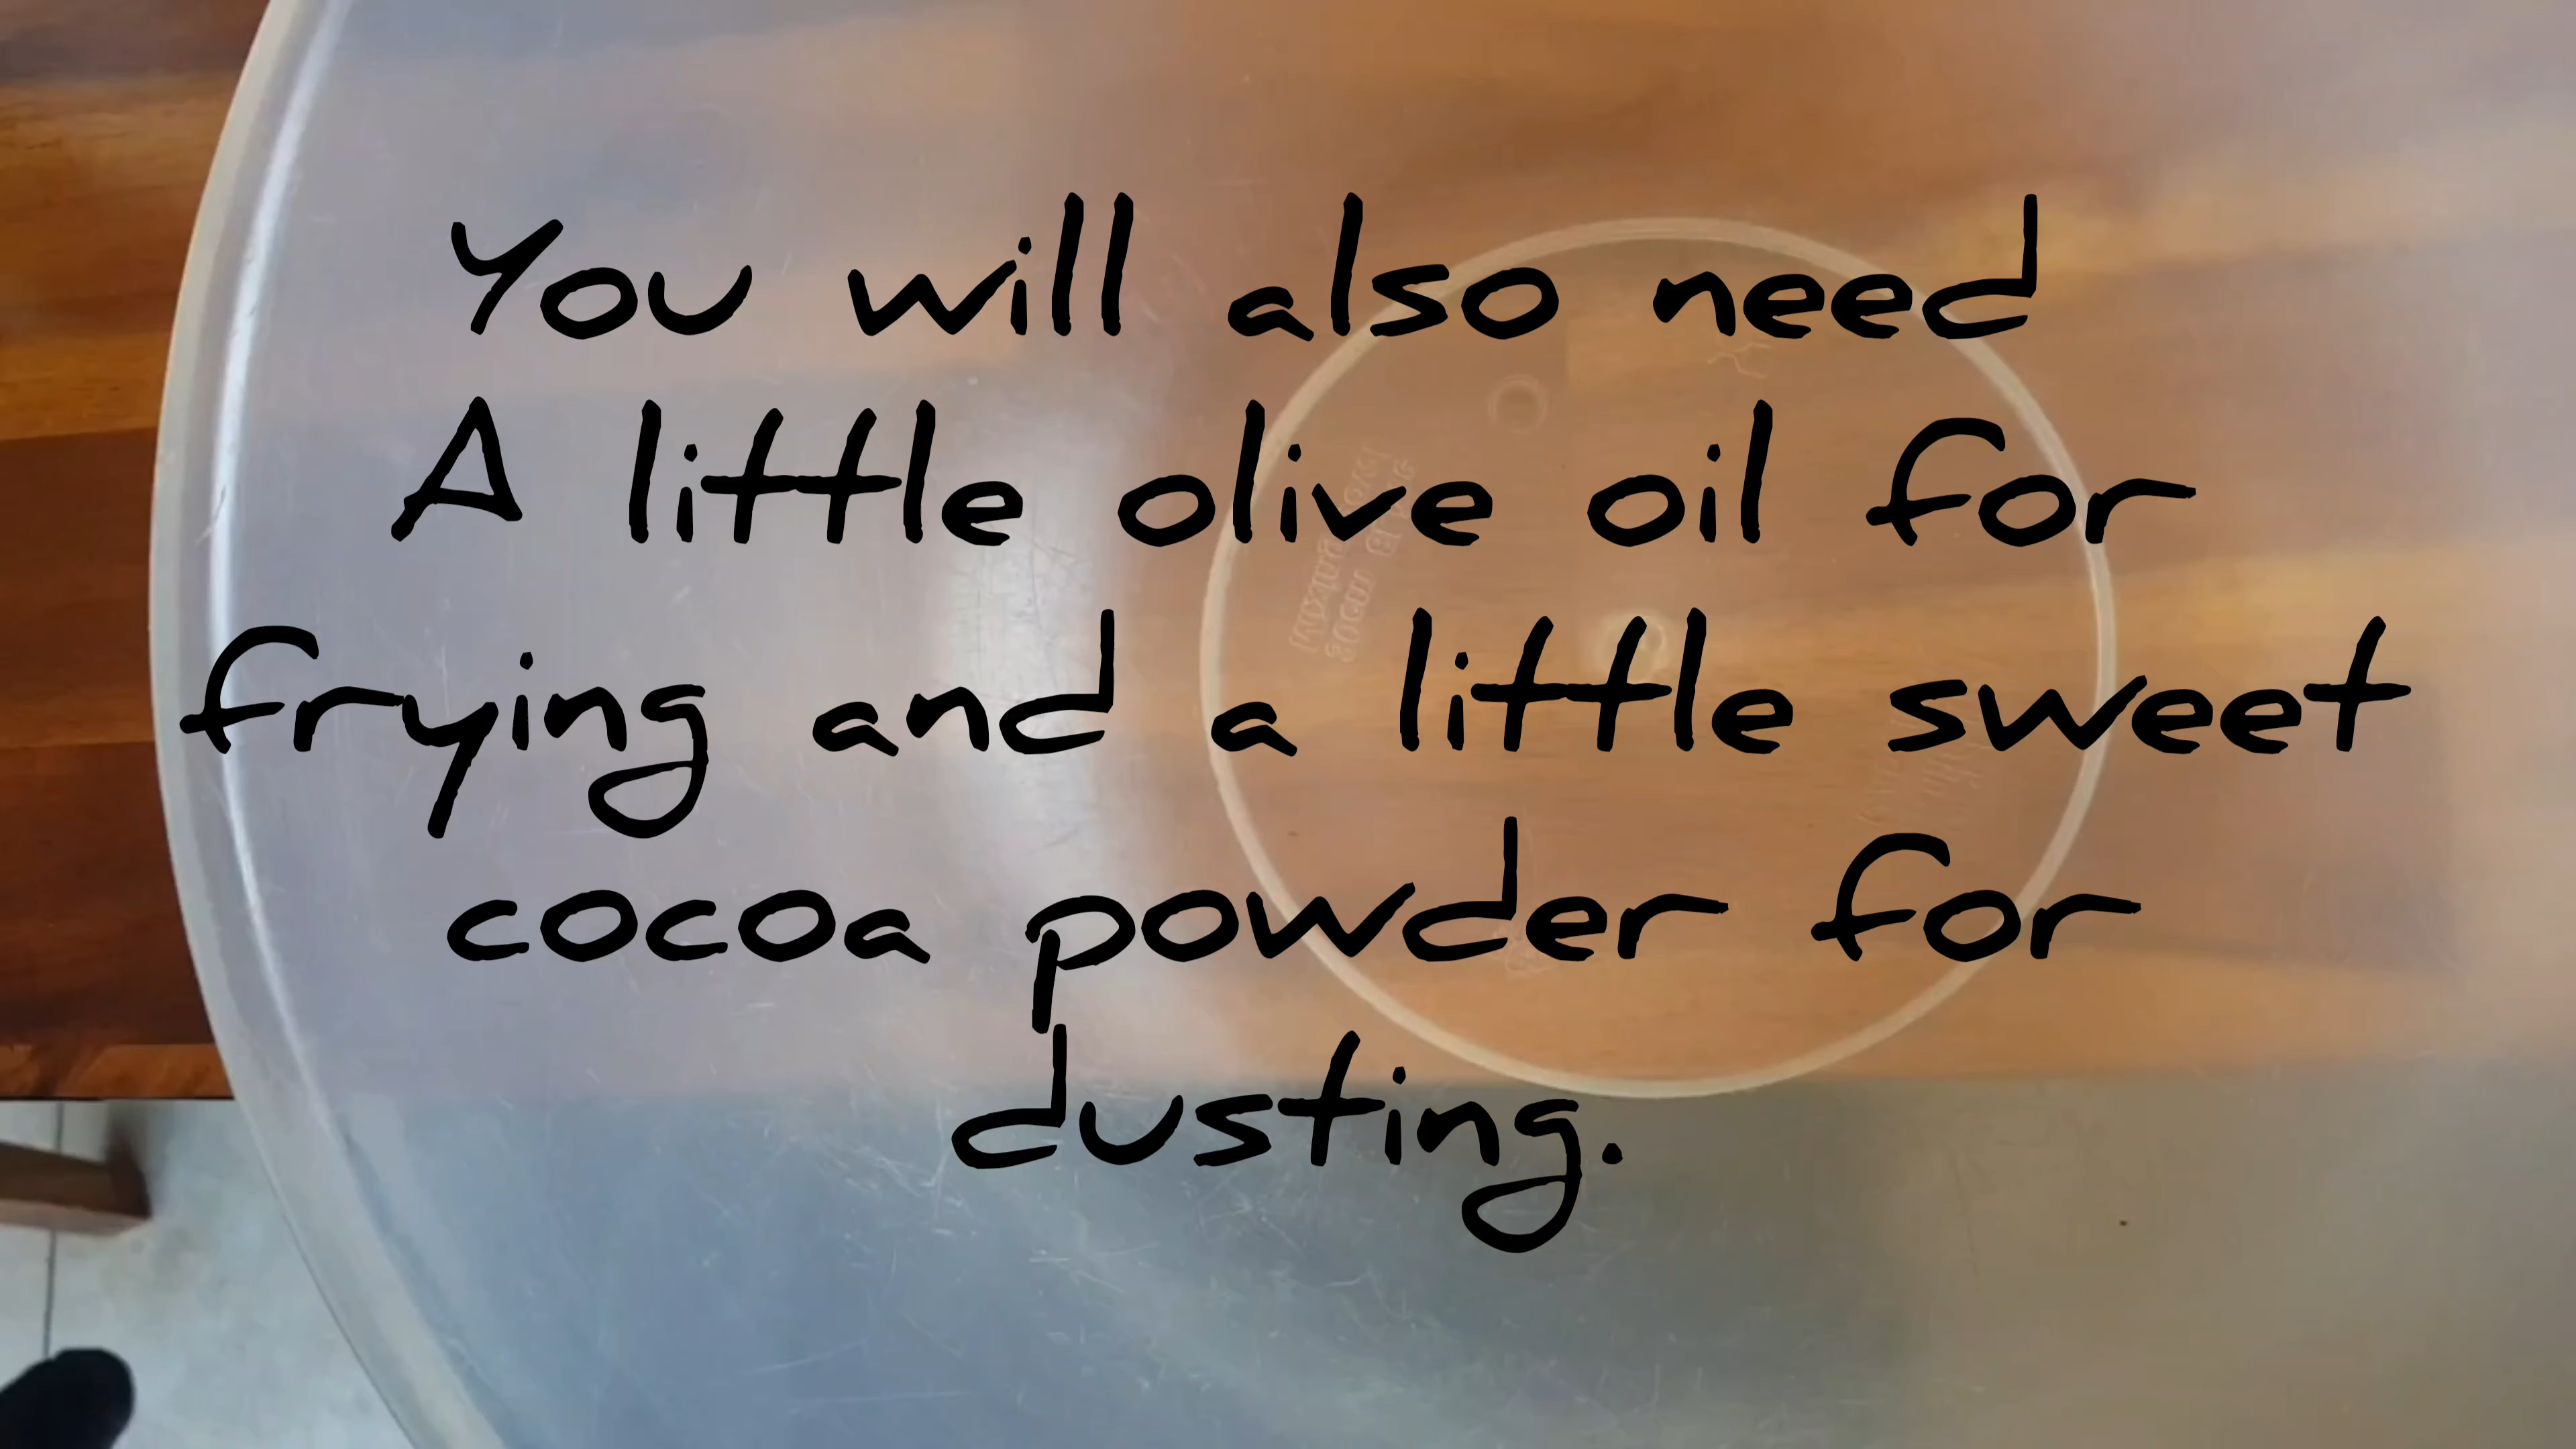 You will also need
A little olive oil for
frying and a little sweet
cocoa powder for
dusting.